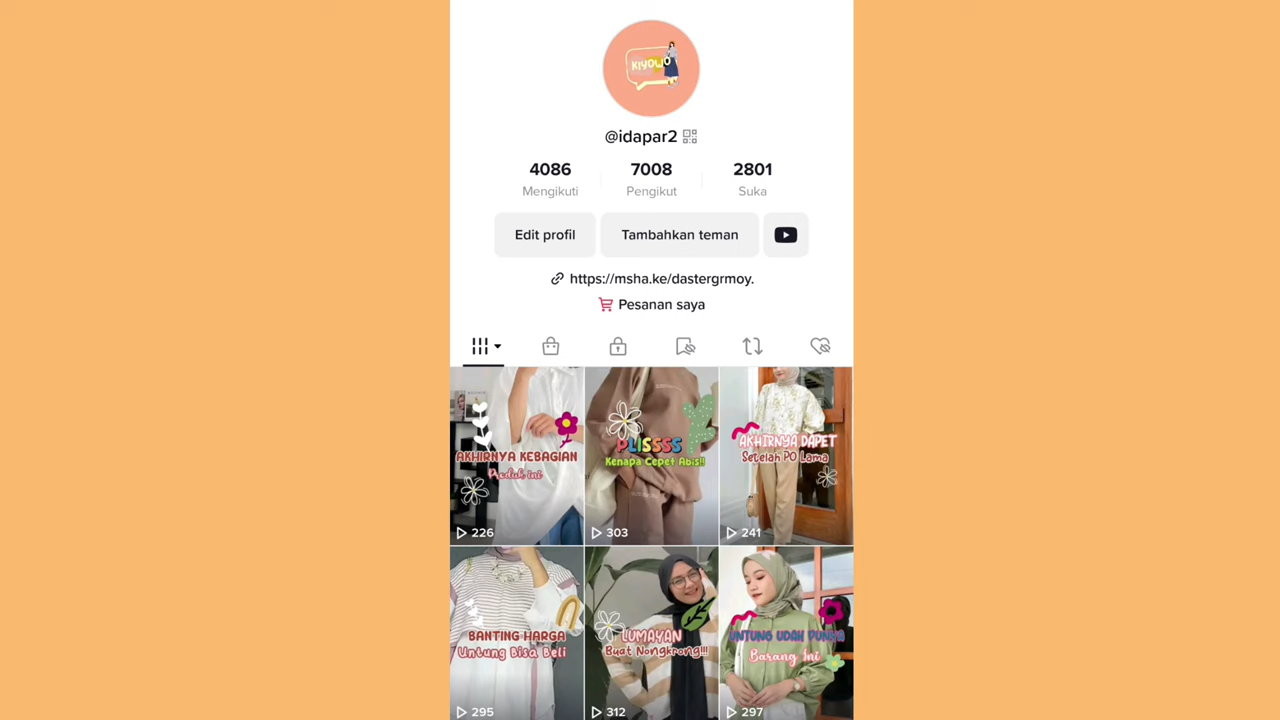 KIYOWO
@idapar2
4086 7008 2801
Mengikuti Pengikut Suka
Edit profil Tambahkan teman
https://msha.ke/dastergrmoy.
Pesanan saya
AKHIRNYA KEBAGIAN
Produk ini
226
PLISSSS
Kenapa Cepet Abis!!
303
AKHIRNYA DAPET
Setelah PO Lama
241
BANTING HARGA
Untung Bisa Beli
295
LUMAYAN
Buat Nongkrong!!!
312
UNTUNG UDAH PUNYA
Barang Ini
297